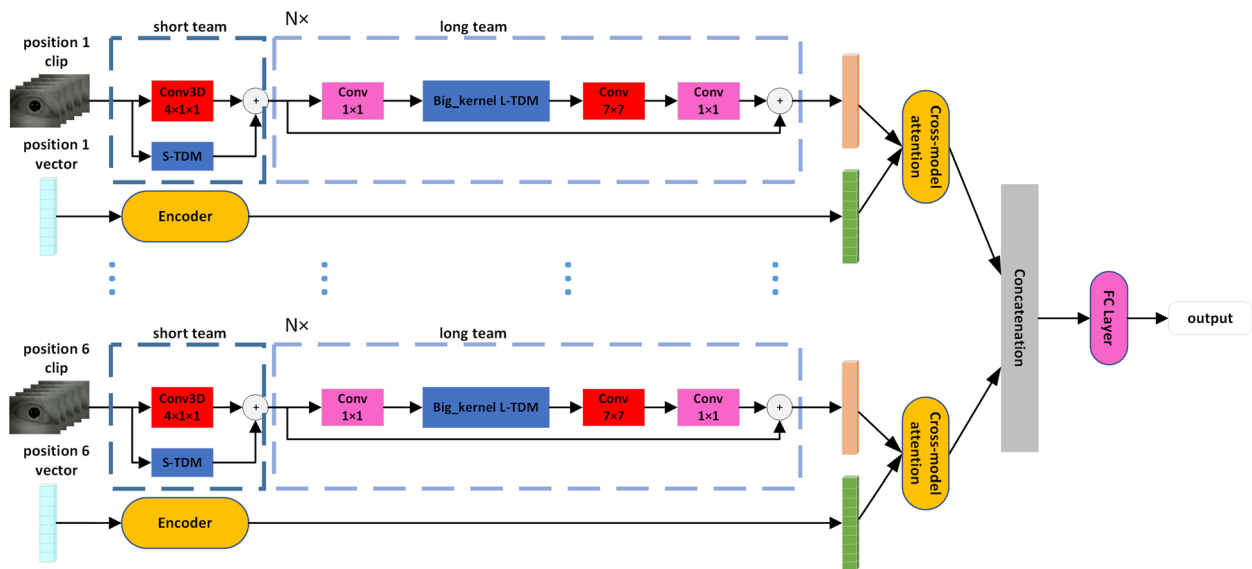 short team
N×
long team
position 1
clip
Conv3D
4×1×1
+
Conv
1×1
Big_kernel L-TDM
Conv
7×7
Conv
1×1
+
S-TDM
position 1
vector
Encoder
Cross-model
attention
short team
N×
long team
position 6
clip
Conv3D
4×1×1
+
Conv
1×1
Big_kernel L-TDM
Conv
7×7
Conv
1×1
+
S-TDM
position 6
vector
Encoder
Cross-model
attention
Concatenation
FC Layer
output